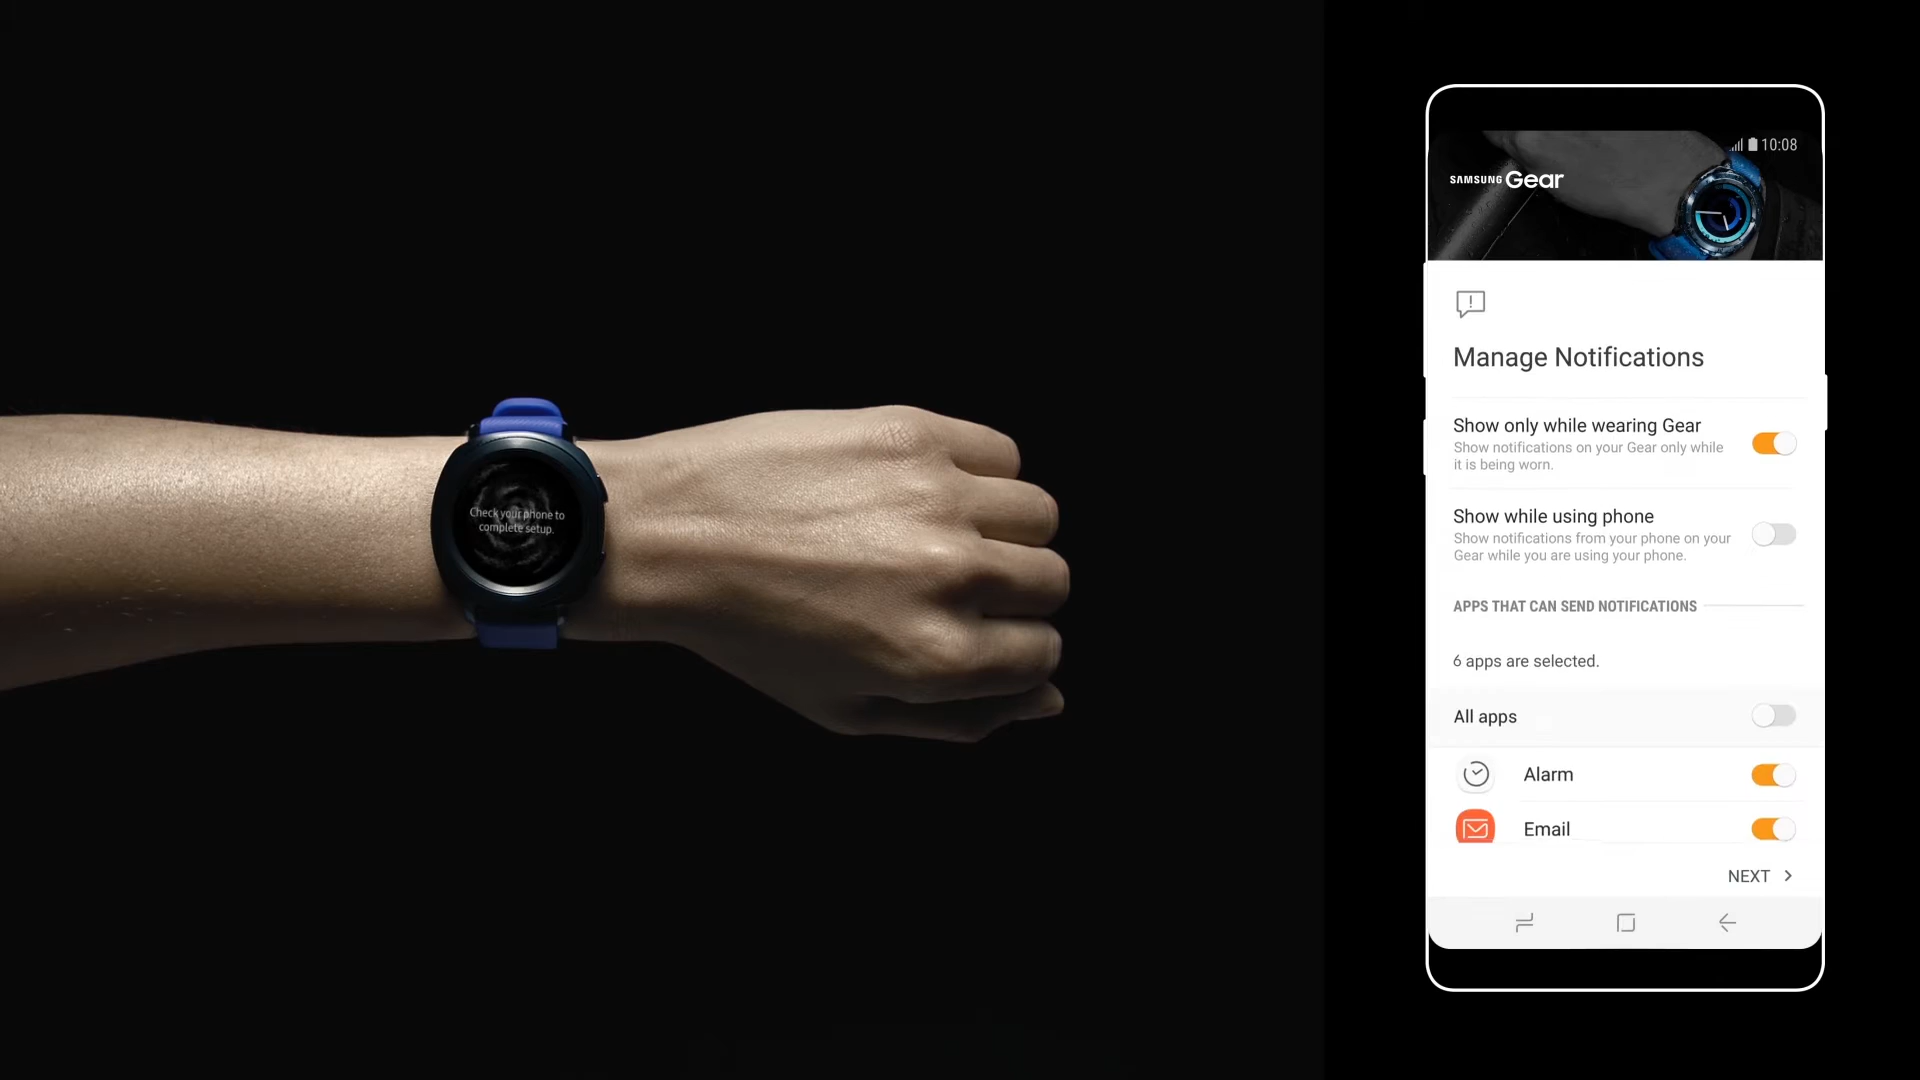 Check your phone to
complete setup.
10:08
SAMSUNG Gear
Manage Notifications
Show only while wearing Gear
Show notifications on your Gear only while
it is being worn.
Show while using phone
Show notifications from your phone on your
Gear while you are using your phone.
APPS THAT CAN SEND NOTIFICATIONS
6 apps are selected.
All apps
Alarm
Email
NEXT